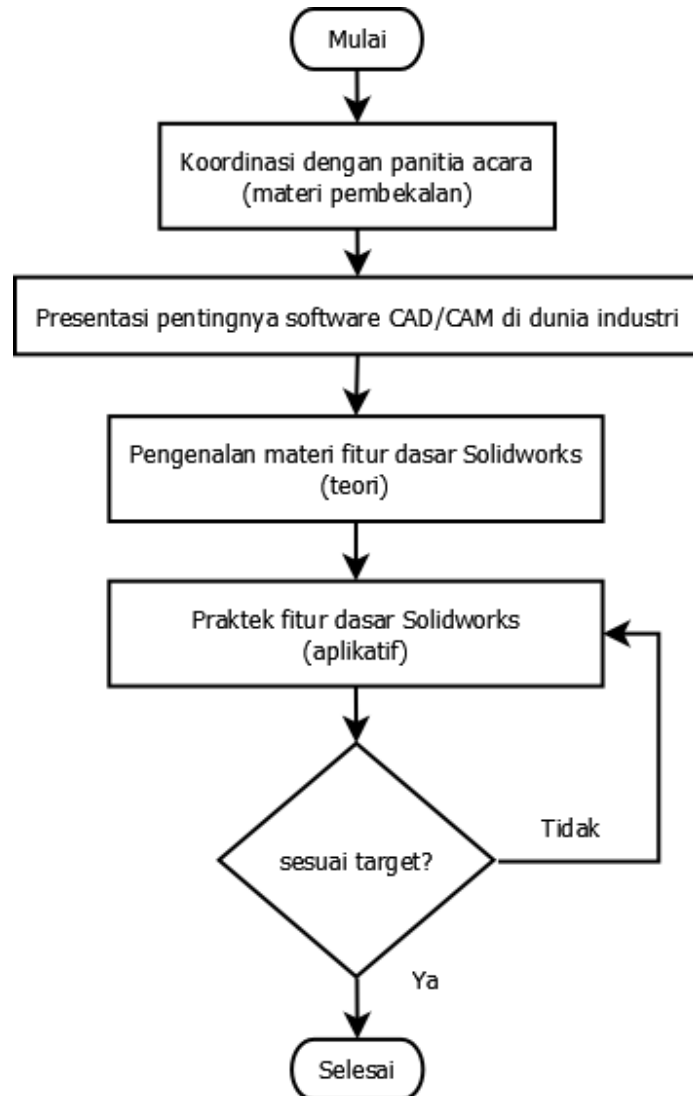 Mulai
Koordinasi dengan panitia acara
(materi pembekalan)
Presentasi pentingnya software CAD/CAM di dunia industri
Pengenalan materi fitur dasar Solidworks
(teori)
Praktek fitur dasar Solidworks
(aplikatif)
Tidak
sesuai target?
Ya
Selesai